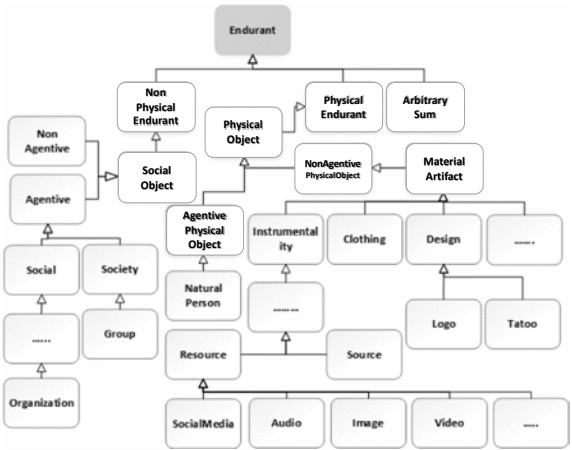 Endurant
Non
Physical
Endurant
Physical
Endurant
Arbitrary
Sum
Physical
Object
Non
Agentive
Social
Object
NonAgentive
PhysicalObject
Material
Artifact
Agentive
Agentive
Physical
Object
Instrumental
ity
Clothing
Design
.......
Social
Society
Natural
Person
.........
Logo
Tatoo
......
Group
Resource
Source
Organization
SocialMedia
Audio
Image
Video
.....